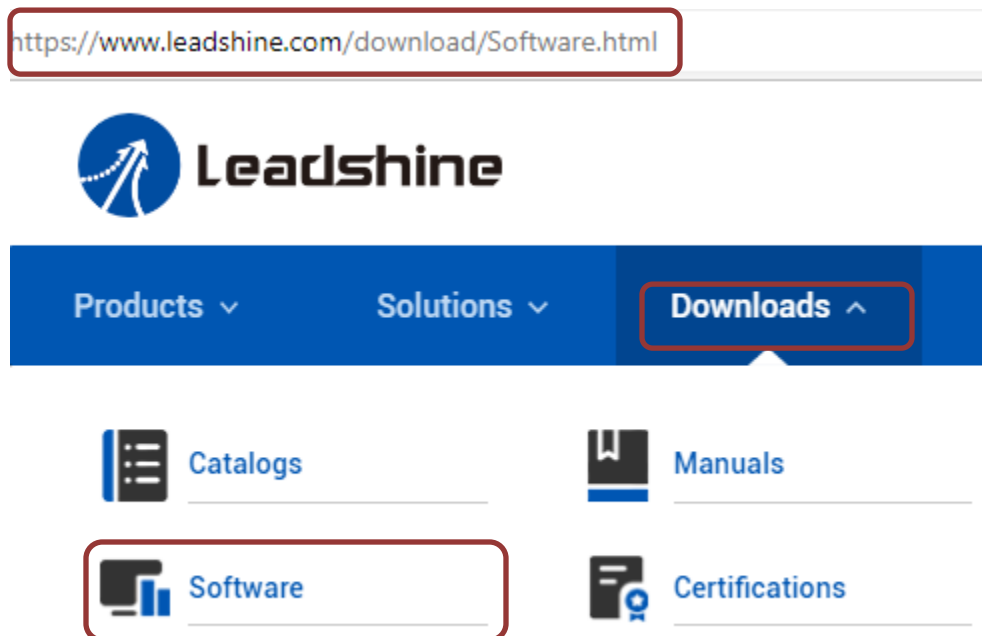 https://www.leadshine.com/download/Software.html
Leadshine
Products Solutions Downloads
Catalogs Manuals
Software Certifications